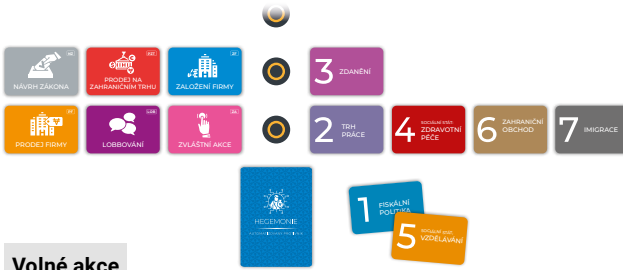 NÁVRH ZÁKONA
PRODEJ NA
ZAHRANIČNÍM TRHU
ZALOŽENÍ FIRMY
3 ZDANĚNÍ
PRODEJ FIRMY
LOBBOVÁNÍ
ZVLÁŠTNÍ AKCE
2 TRH
PRÁCE
4 SOCIÁLNÍ STÁT:
ZDRAVOTNÍ
PÉČE
6 ZAHRANIČNÍ
OBCHOD
7 IMIGRACE
HEGEMONIE
1 FISKÁLNÍ
POLITIKA
5 SOCIÁLNÍ STÁT:
VZDĚLÁVÁNÍ
Volné akce